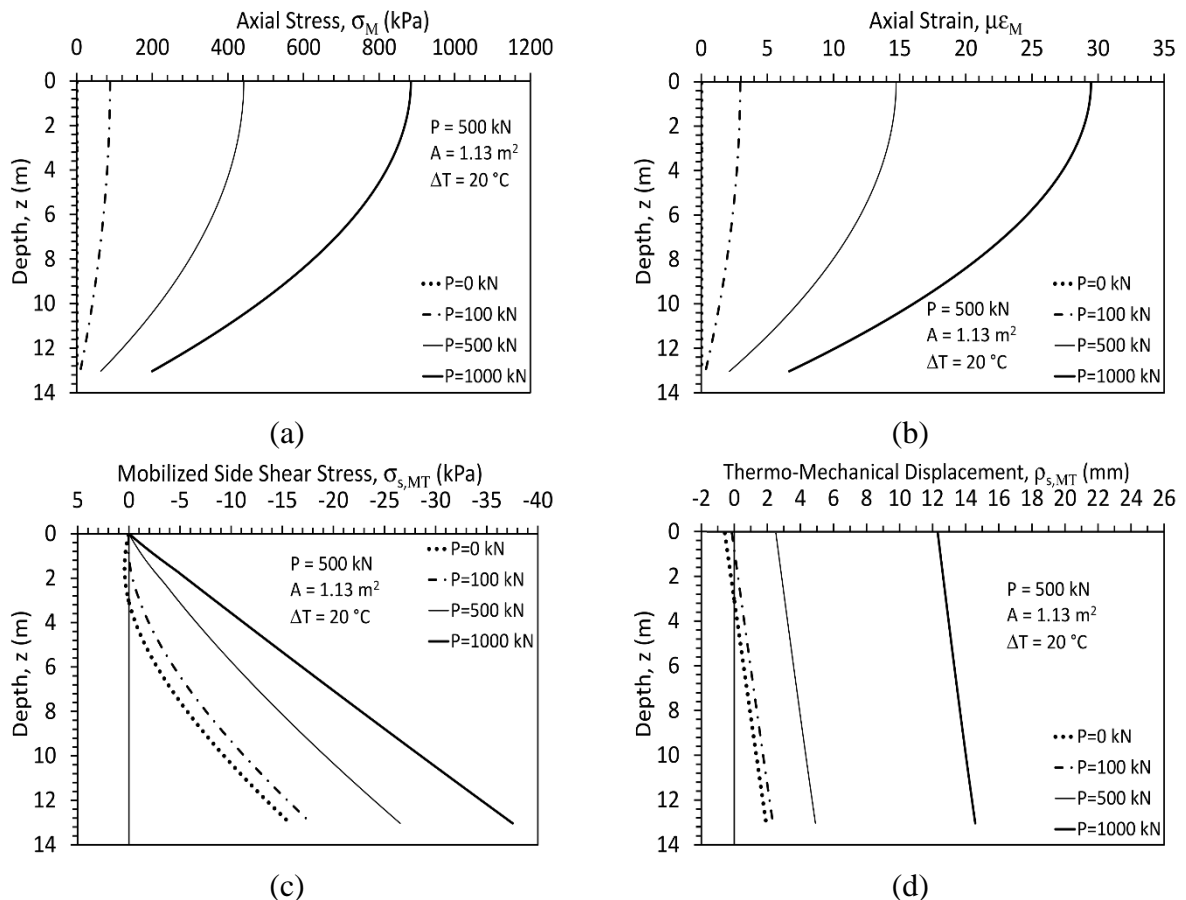 Axial Stress, σM (kPa)
0 200 400 600 800 1000 1200
0
2
4
6
8
10
12
14
Depth, z (m)
P = 500 kN
A = 1.13 m²
ΔT = 20 °C
P=0 kN
P=100 kN
P=500 kN
P=1000 kN
(a)
Axial Strain, µεM
0 5 10 15 20 25 30 35
0
2
4
6
8
10
12
14
Depth, z (m)
P = 500 kN
A = 1.13 m²
ΔT = 20 °C
P=0 kN
P=100 kN
P=500 kN
P=1000 kN
(b)
Mobilized Side Shear Stress, σs,MT (kPa)
5 0 -5 -10 -15 -20 -25 -30 -35 -40
0
2
4
6
8
10
12
14
Depth, z (m)
P = 500 kN
A = 1.13 m²
ΔT = 20 °C
P=0 kN
P=100 kN
P=500 kN
P=1000 kN
(c)
Thermo-Mechanical Displacement, ρs,MT (mm)
-2 0 2 4 6 8 10 12 14 16 18 20 22 24 26
0
2
4
6
8
10
12
14
Depth, z (m)
P = 500 kN
A = 1.13 m²
ΔT = 20 °C
P=0 kN
P=100 kN
P=500 kN
P=1000 kN
(d)